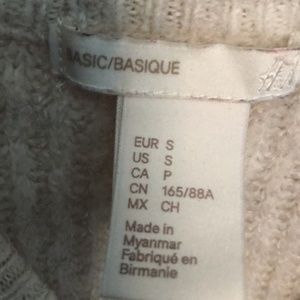 BASIC/BASIQUE
EUR S
US S
CA P
CN 165/88A
MX CH
Made in
Myanmar
Fabriqué en
Birmanie